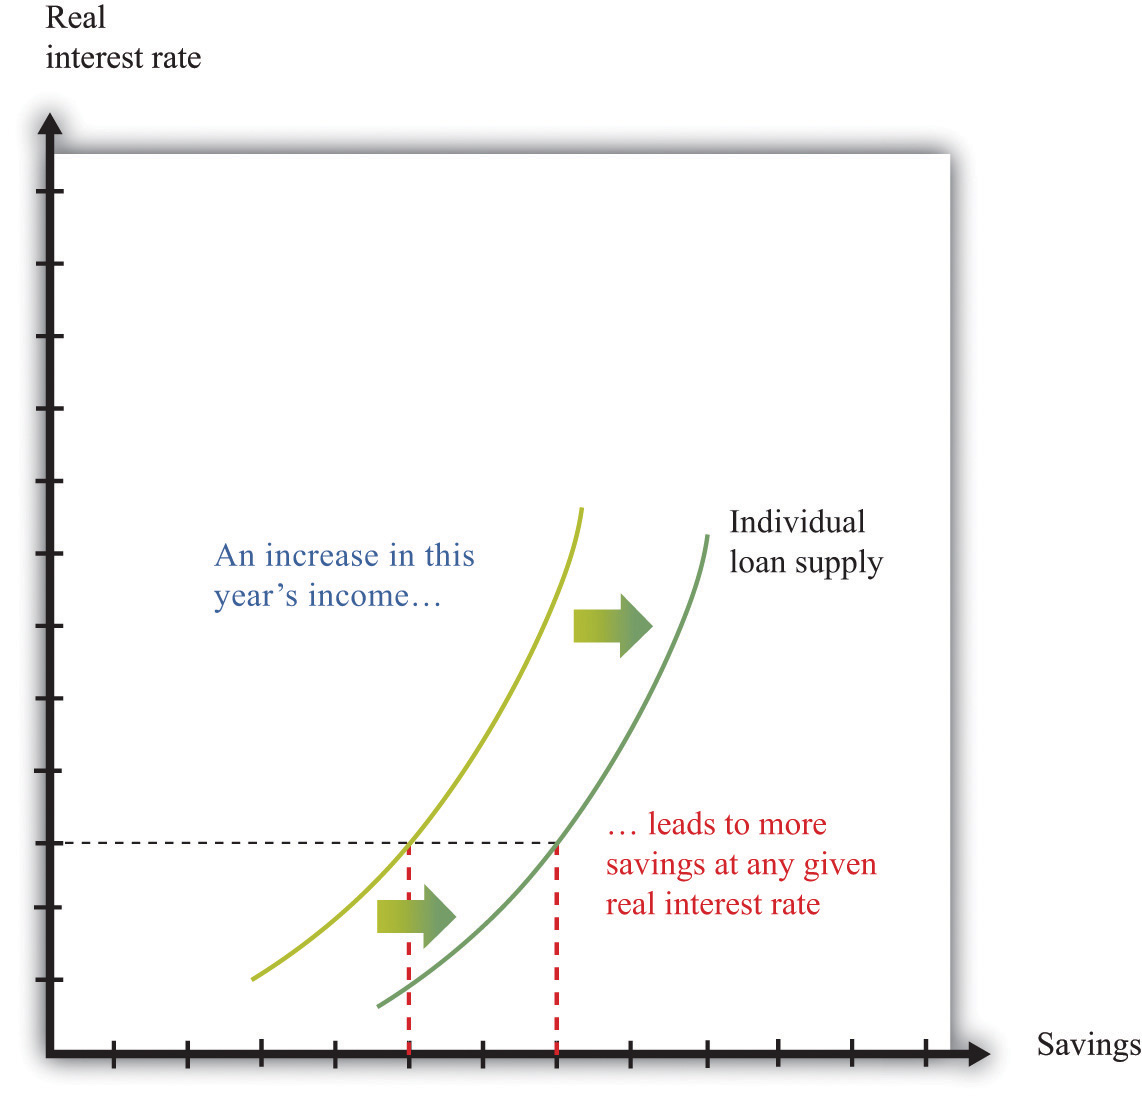 Real
interest rate
Individual
loan supply
An increase in this
year’s income…
… leads to more
savings at any given
real interest rate
Savings